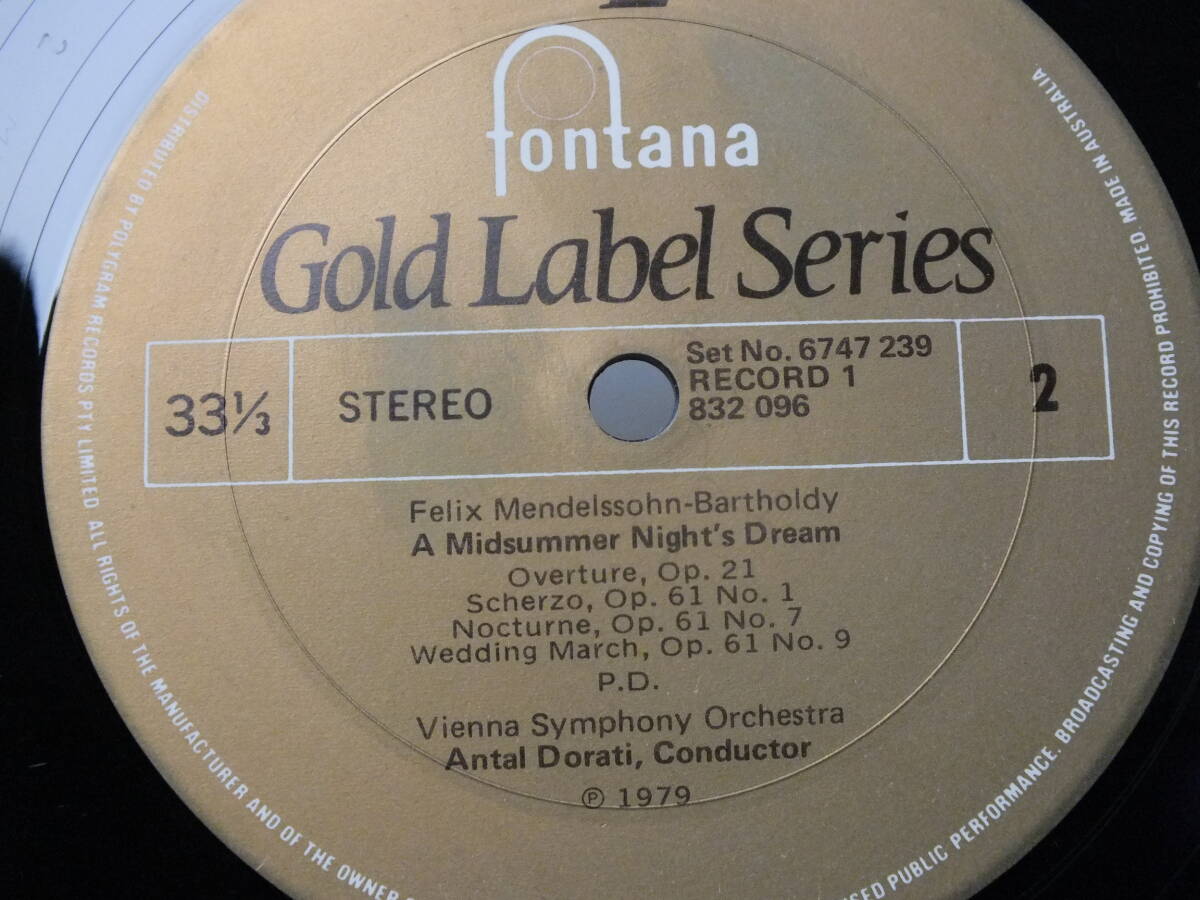 fontana
Gold Label Series
33⅓
STEREO
Set No. 6747 239
RECORD 1
832 096
2
Felix Mendelssohn-Bartholdy
A Midsummer Night's Dream
Overture, Op. 21
Scherzo, Op. 61 No. 1
Nocturne, Op. 61 No. 7
Wedding March, Op. 61 No. 9
P.D.
Vienna Symphony Orchestra
Antal Dorati, Conductor
℗ 1979
DISTRIBUTED BY POLYGRAM RECORDS PTY LIMITED ALL RIGHTS OF THE MANUFACTURER AND OF THE OWNER
PUBLIC PERFORMANCE. BROADCASTING AND COPYING OF THIS RECORD PROHIBITED. MADE IN AUSTRALIA